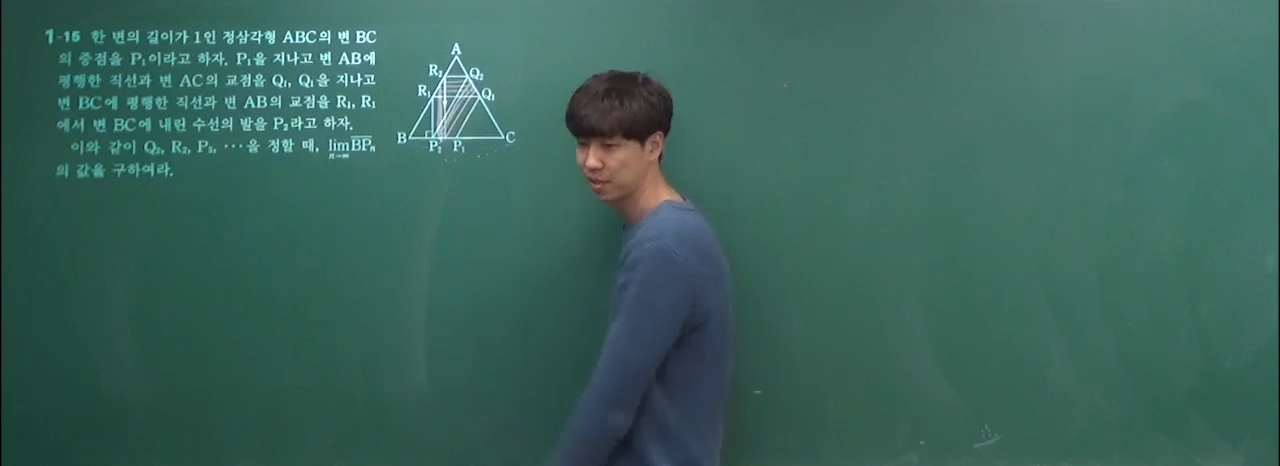 1-15 한 변의 길이가 1인 정삼각형 ABC의 변 BC
의 중점을 P₁이라고 하자. P₁을 지나고 변 AB에
평행한 직선과 변 AC의 교점을 Q₁, Q₁을 지나고
변 BC에 평행한 직선과 변 AB의 교점을 R₁, R₁
에서 변 BC에 내린 수선의 발을 P₂라고 하자.
이와 같이 Q₂, R₂, P₃, ⋯을 정할 때, lim BPₙ
n→∞
의 값을 구하여라.
A
R₂ Q₂
R₁ Q₁
B C
P₂ P₁